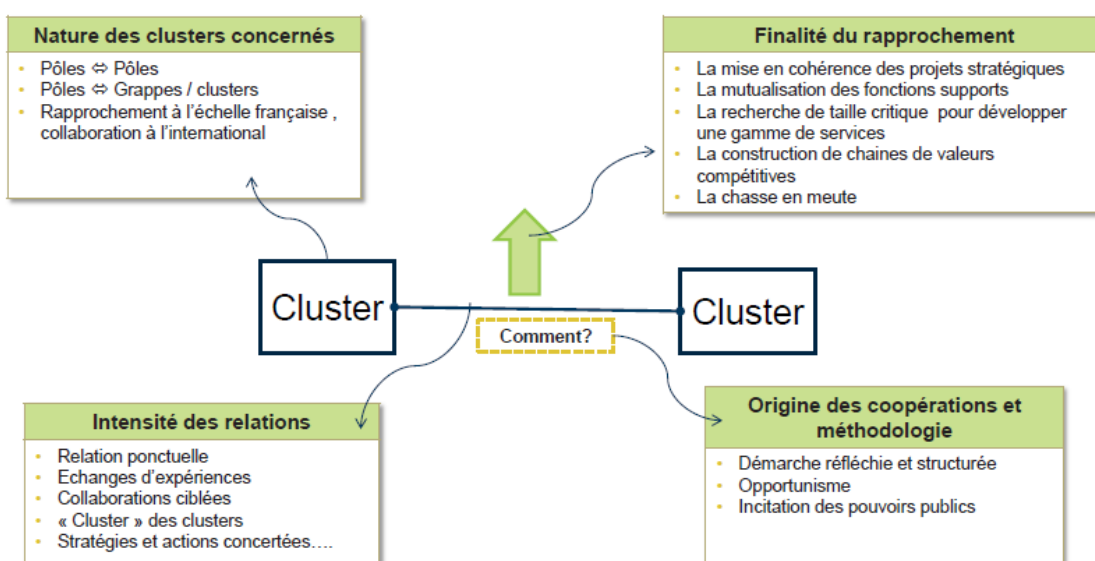 Nature des clusters concernés
• Pôles ⇔ Pôles
• Pôles ⇔ Grappes / clusters
• Rapprochement à l'échelle française ,
collaboration à l'international
Finalité du rapprochement
• La mise en cohérence des projets stratégiques
• La mutualisation des fonctions supports
• La recherche de taille critique pour développer
une gamme de services
• La construction de chaines de valeurs
compétitives
• La chasse en meute
Cluster
Cluster
Comment?
Intensité des relations
• Relation ponctuelle
• Echanges d'expériences
• Collaborations ciblées
• « Cluster » des clusters
• Stratégies et actions concertées….
Origine des coopérations et
méthodologie
• Démarche réfléchie et structurée
• Opportunisme
• Incitation des pouvoirs publics